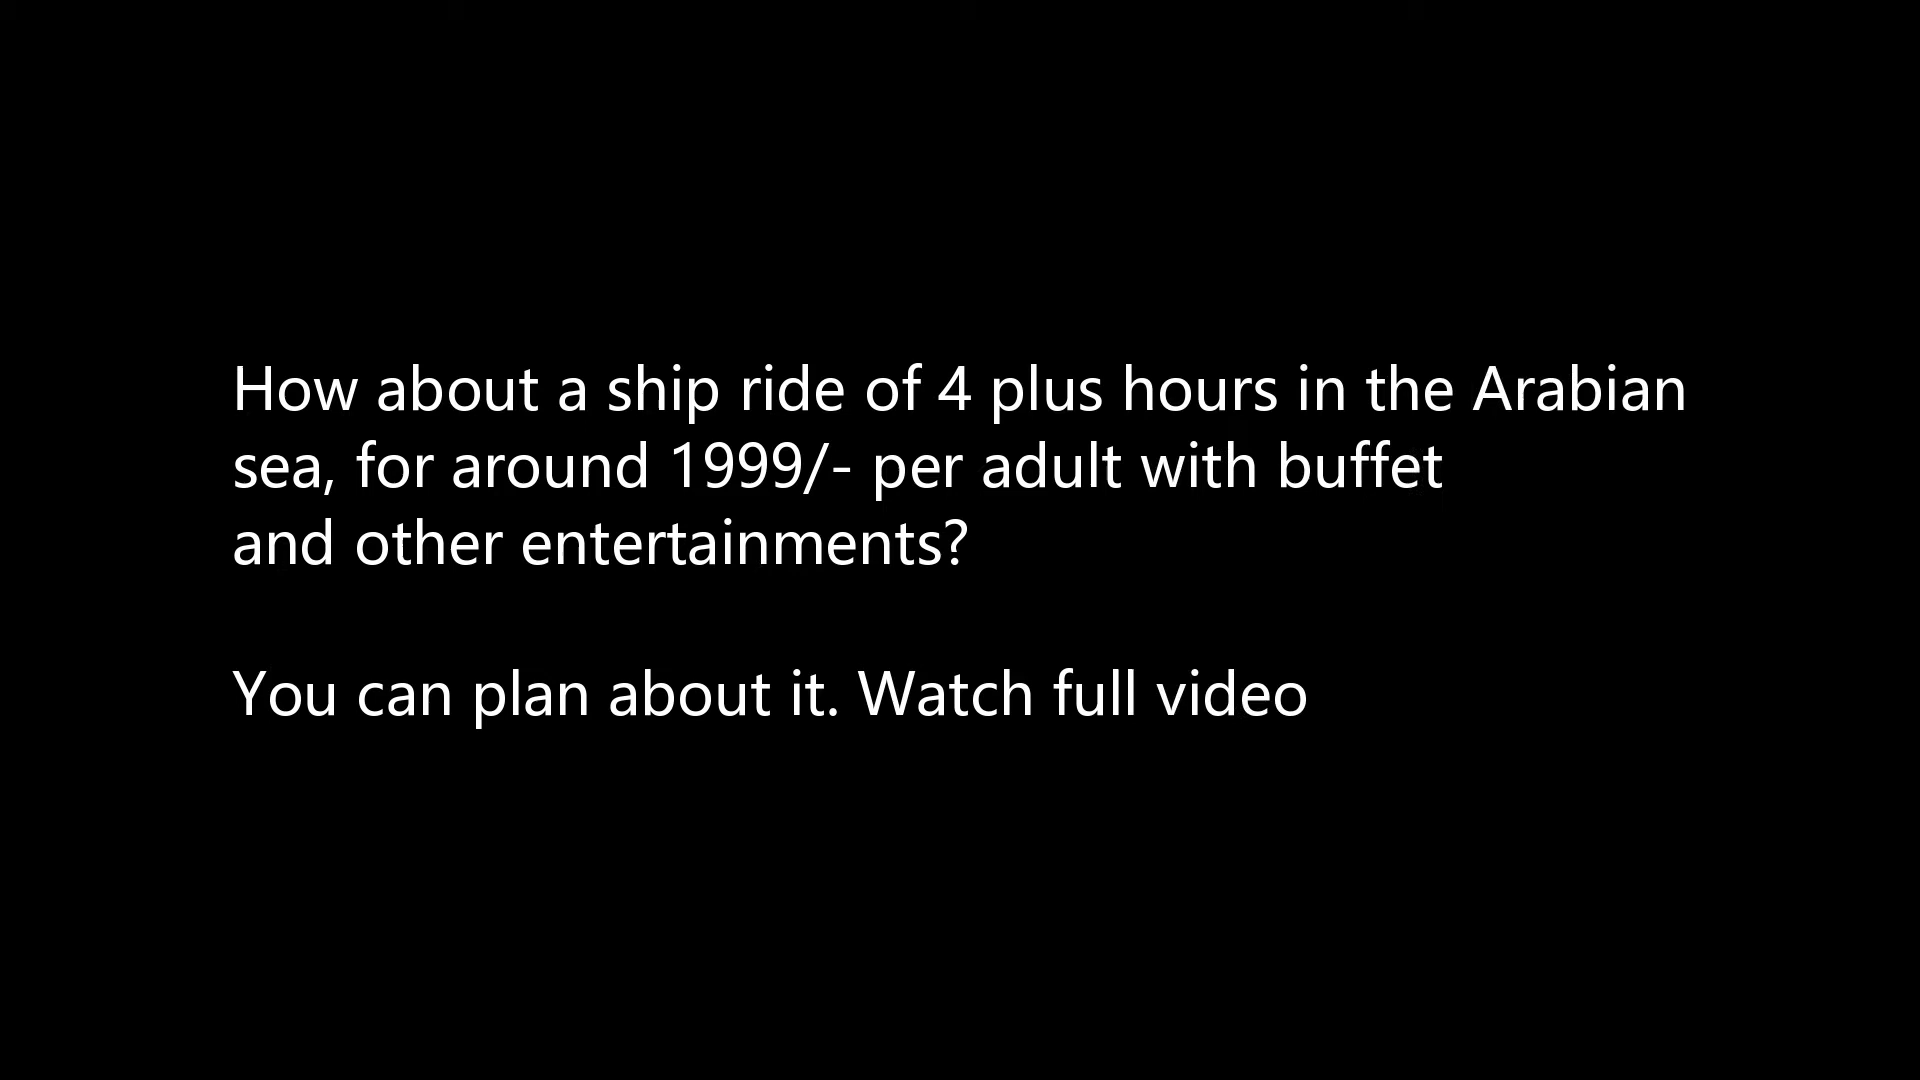 How about a ship ride of 4 plus hours in the Arabian
sea, for around 1999/- per adult with buffet
and other entertainments?
You can plan about it. Watch full video